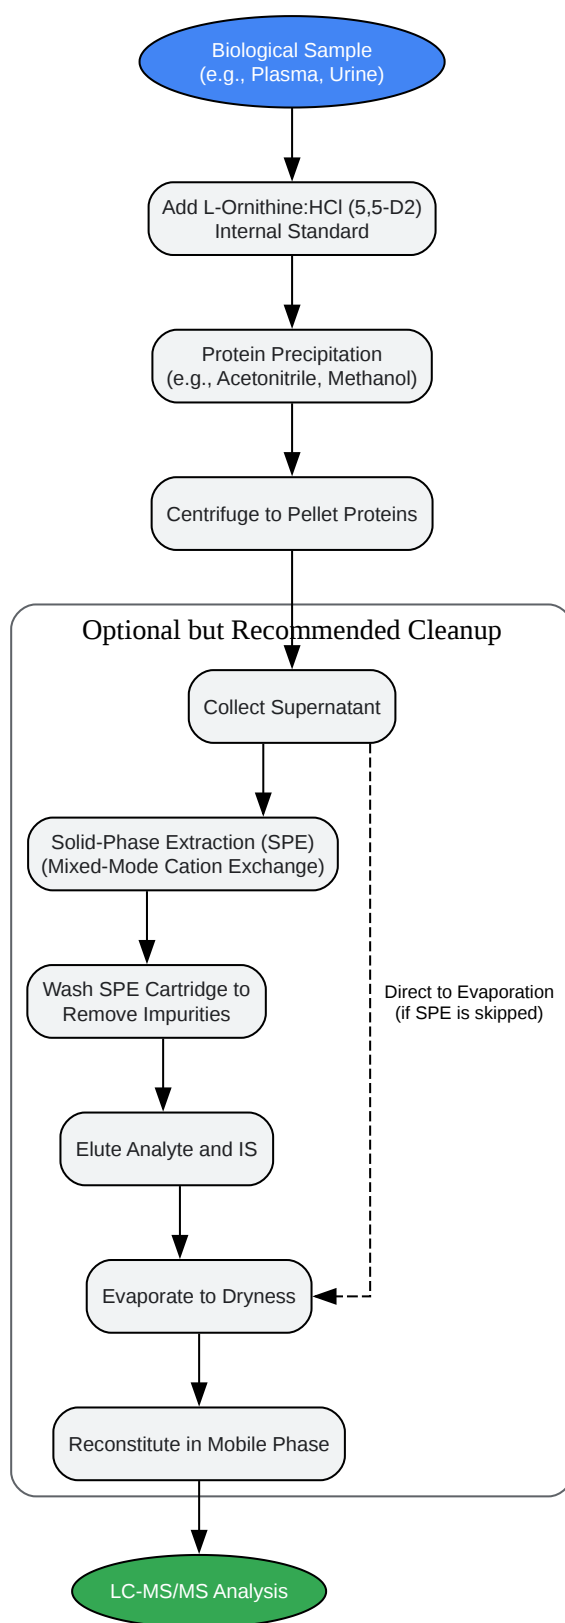 Biological Sample
(e.g., Plasma, Urine)
Add L-Ornithine:HCl (5,5-D2)
Internal Standard
Protein Precipitation
(e.g., Acetonitrile, Methanol)
Centrifuge to Pellet Proteins
Optional but Recommended Cleanup
Collect Supernatant
Solid-Phase Extraction (SPE)
(Mixed-Mode Cation Exchange)
Wash SPE Cartridge to
Remove Impurities
Direct to Evaporation
(if SPE is skipped)
Elute Analyte and IS
Evaporate to Dryness
Reconstitute in Mobile Phase
LC-MS/MS Analysis